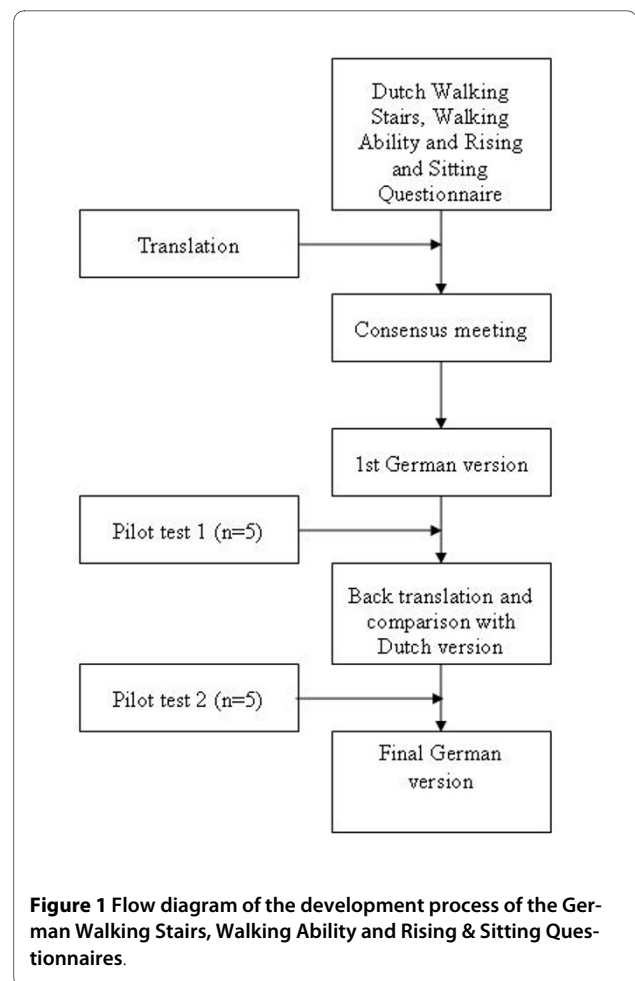 Dutch Walking
Stairs, Walking
Ability and Rising
and Sitting
Questionnaire
Translation
Consensus meeting
1st German version
Pilot test 1 (n=5)
Back translation and
comparison with
Dutch version
Pilot test 2 (n=5)
Final German
version
Figure 1 Flow diagram of the development process of the Ger-
man Walking Stairs, Walking Ability and Rising & Sitting Ques-
tionnaires.